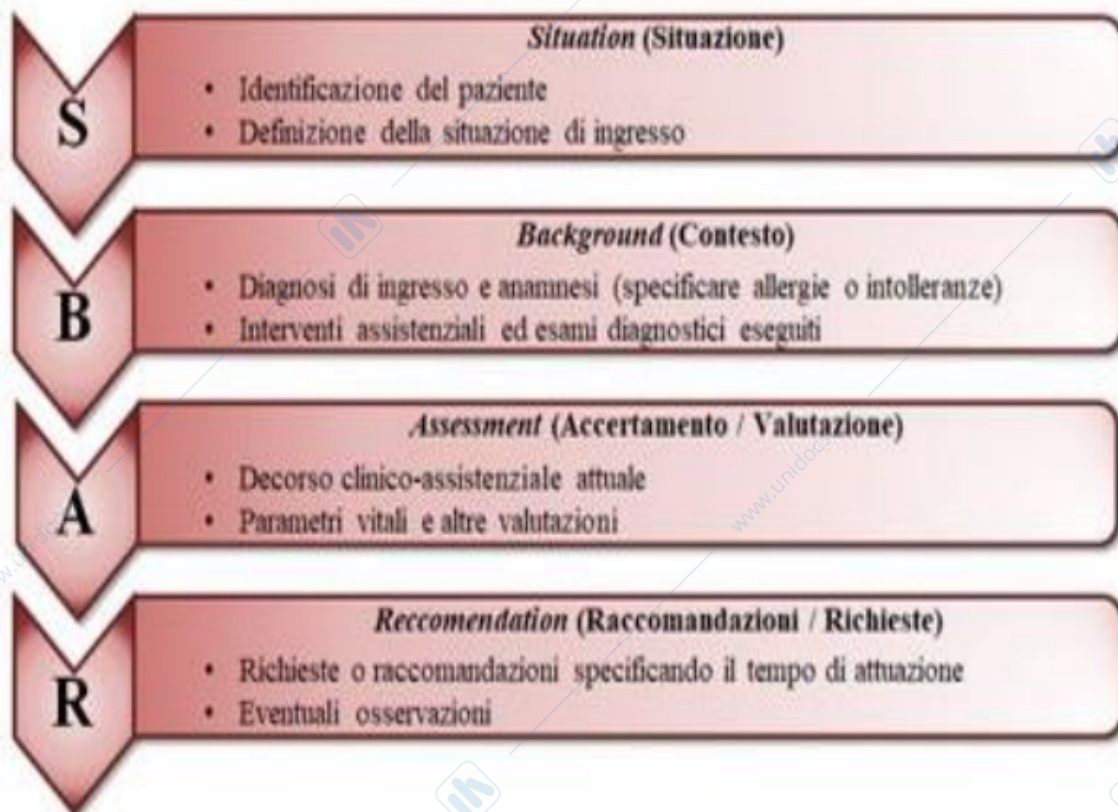 S
Situation (Situazione)
• Identificazione del paziente
• Definizione della situazione di ingresso
B
Background (Contesto)
• Diagnosi di ingresso e anamnesi (specificare allergie o intolleranze)
• Interventi assistenziali ed esami diagnostici eseguiti
A
Assessment (Accertamento / Valutazione)
• Decorso clinico-assistenziale attuale
• Parametri vitali e altre valutazioni
R
Reccomendation (Raccomandazioni / Richieste)
• Richieste o raccomandazioni specificando il tempo di attuazione
• Eventuali osservazioni